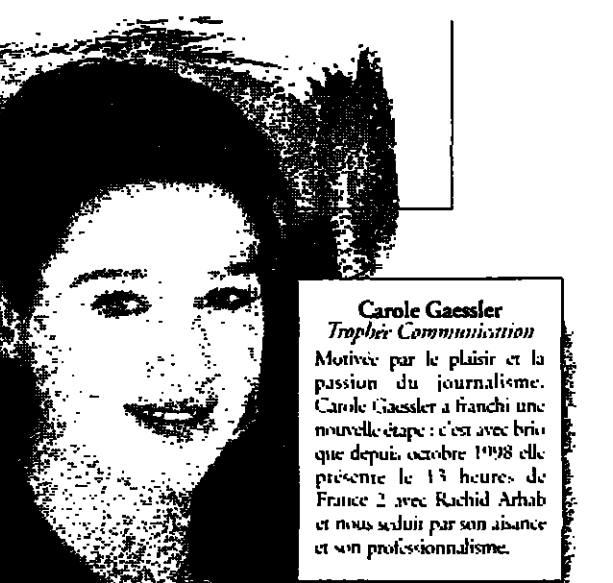 Carole Gaessler
Trophée Communication
Motivée par le plaisir et la
passion du journalisme.
Carole Gaessler a franchi une
nouvelle étape : c'est avec brio
que depuis octobre 1998 elle
présente le 13 heures de
France 2 avec Rachid Arhab
et nous séduit par son aisance
et son professionnalisme.